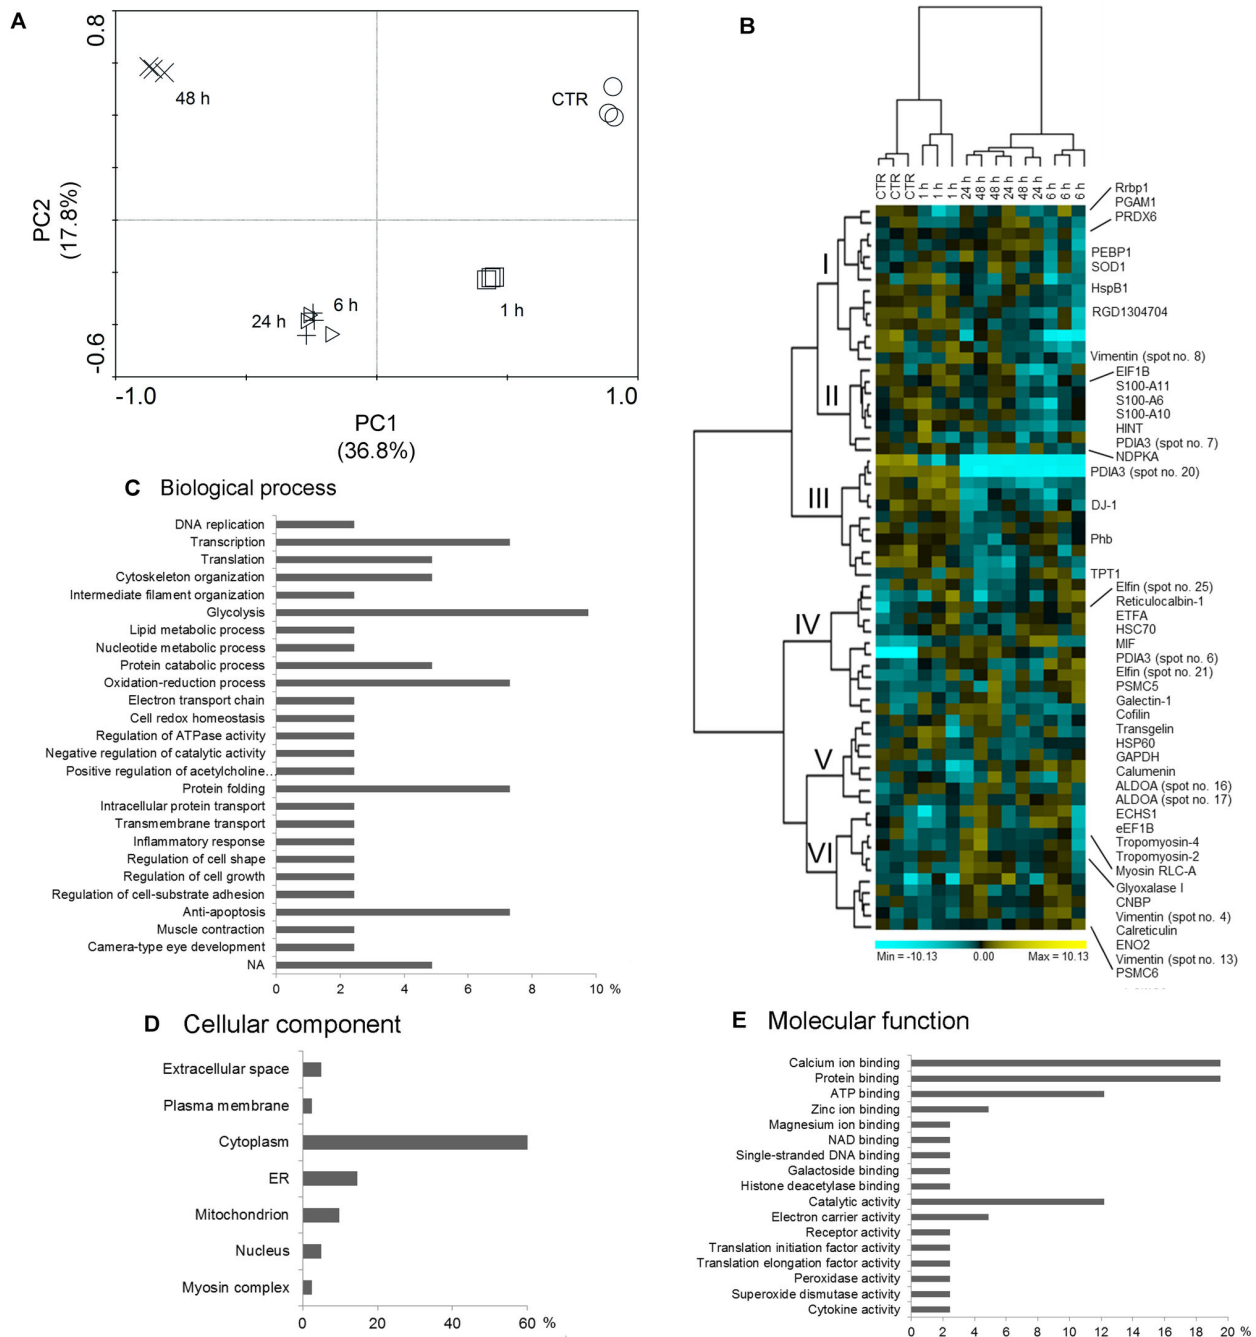 A
0.8
PC2
(17.8%)
-0.6
48 h
CTR
6 h
24 h
1 h
-1.0
1.0
PC1
(36.8%)
B
CTR
CTR
CTR
1 h
1 h
1 h
24 h
48 h
48 h
24 h
48 h
24 h
6 h
6 h
6 h
I
II
III
IV
V
VI
Rrbp1
PGAM1
PRDX6
PEBP1
SOD1
HspB1
RGD1304704
Vimentin (spot no. 8)
EIF1B
S100-A11
S100-A6
S100-A10
HINT
PDIA3 (spot no. 7)
NDPKA
PDIA3 (spot no. 20)
DJ-1
Phb
TPT1
Elfin (spot no. 25)
Reticulocalbin-1
ETFA
HSC70
MIF
PDIA3 (spot no. 6)
Elfin (spot no. 21)
PSMC5
Galectin-1
Cofilin
Transgelin
HSP60
GAPDH
Calumenin
ALDOA (spot no. 16)
ALDOA (spot no. 17)
ECHS1
eEF1B
Tropomyosin-4
Tropomyosin-2
Myosin RLC-A
Glyoxalase I
CNBP
Vimentin (spot no. 4)
Calreticulin
ENO2
Vimentin (spot no. 13)
PSMC6
Min = -10.13 0.00 Max = 10.13
C Biological process
DNA replication
Transcription
Translation
Cytoskeleton organization
Intermediate filament organization
Glycolysis
Lipid metabolic process
Nucleotide metabolic process
Protein catabolic process
Oxidation-reduction process
Electron transport chain
Cell redox homeostasis
Regulation of ATPase activity
Negative regulation of catalytic activity
Positive regulation of acetylcholine...
Protein folding
Intracellular protein transport
Transmembrane transport
Inflammatory response
Regulation of cell shape
Regulation of cell growth
Regulation of cell-substrate adhesion
Anti-apoptosis
Muscle contraction
Camera-type eye development
NA
0 2 4 6 8 10 %
D Cellular component
Extracellular space
Plasma membrane
Cytoplasm
ER
Mitochondrion
Nucleus
Myosin complex
0 20 40 60 %
E Molecular function
Calcium ion binding
Protein binding
ATP binding
Zinc ion binding
Magnesium ion binding
NAD binding
Single-stranded DNA binding
Galactoside binding
Histone deacetylase binding
Catalytic activity
Electron carrier activity
Receptor activity
Translation initiation factor activity
Translation elongation factor activity
Peroxidase activity
Superoxide dismutase activity
Cytokine activity
0 2 4 6 8 10 12 14 16 18 20 %